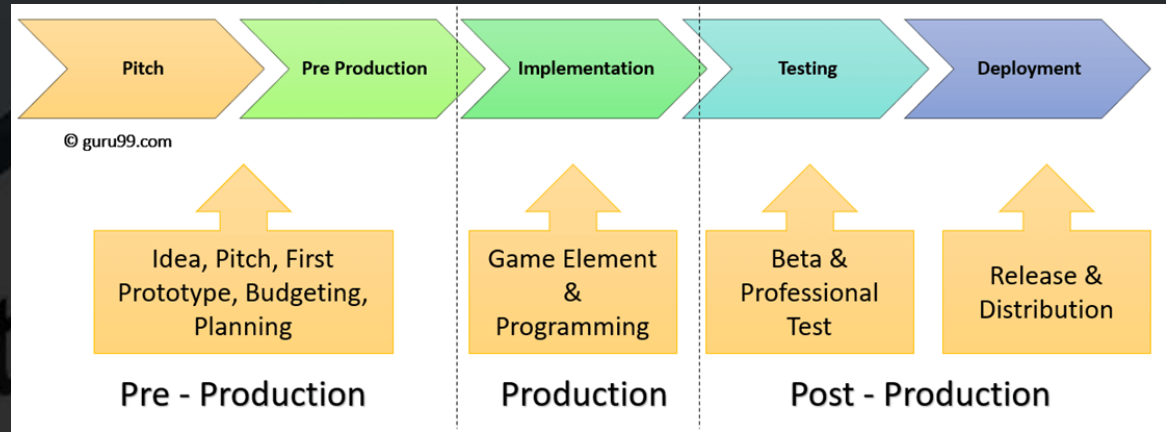 Pitch
Pre Production
Implementation
Testing
Deployment
© guru99.com
Idea, Pitch, First
Prototype, Budgeting,
Planning
Game Element
&
Programming
Beta &
Professional
Test
Release &
Distribution
Pre - Production
Production
Post - Production